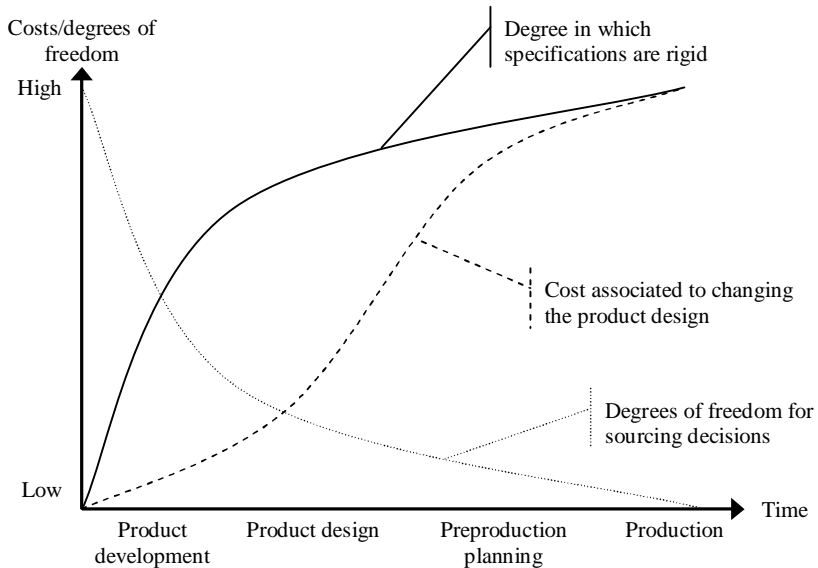 Costs/degrees of
freedom
High
Degree in which
specifications are rigid
Cost associated to changing
the product design
Degrees of freedom for
sourcing decisions
Low
Time
Product
development
Product design
Preproduction
planning
Production